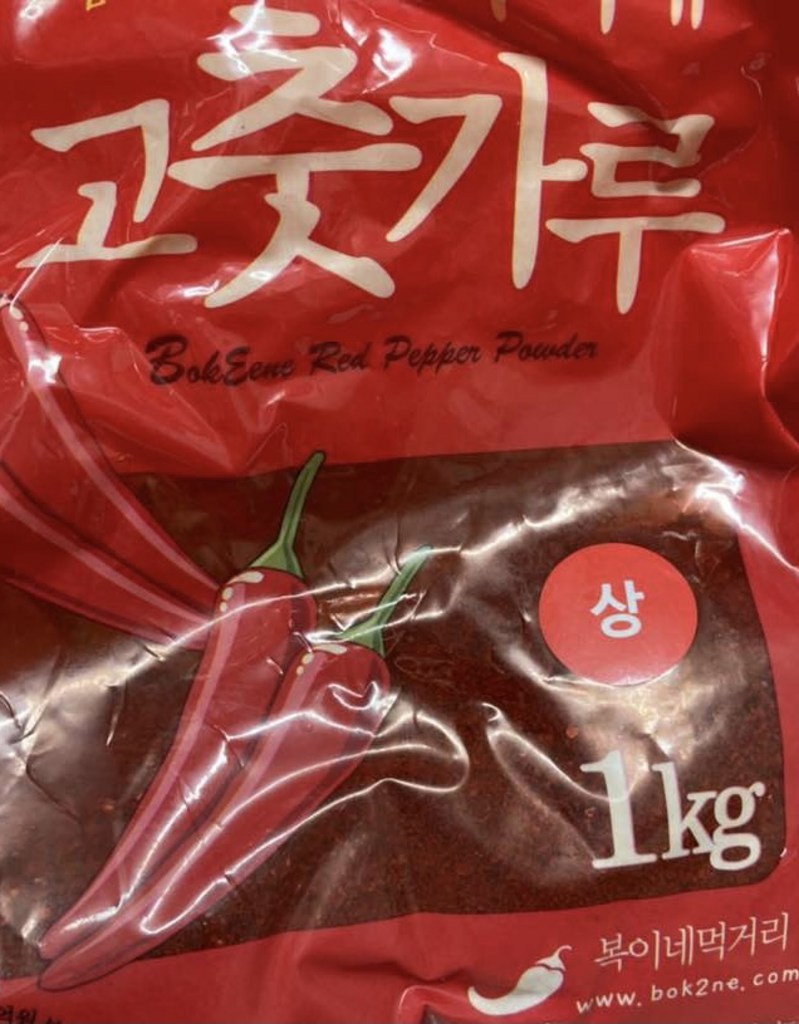 고춧가루
BokEene Red Pepper Powder
상
1kg
복이네먹거리
www.bok2ne.com